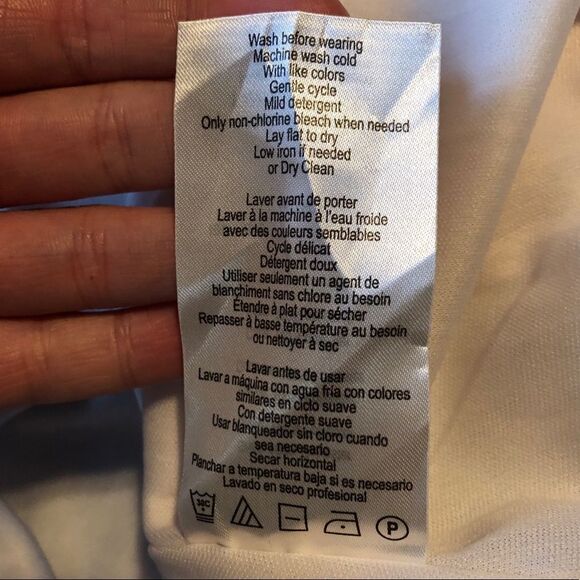 Wash before wearing
Machine wash cold
With like colors
Gentle cycle
Mild detergent
Only non-chlorine bleach when needed
Lay flat to dry
Low iron if needed
or Dry Clean
Laver avant de porter
Laver à la machine à l'eau froide
avec des couleurs semblables
Cycle délicat
Détergent doux
Utiliser seulement un agent de
blanchiment sans chlore au besoin
Étendre à plat pour sécher
Repasser à basse température au besoin
ou nettoyer à sec
Lavar antes de usar
Lavar a máquina con agua fría con colores
similares en ciclo suave
Con detergente suave
Usar blanqueador sin cloro cuando
sea necesario
Secar horizontal
Planchar a temperatura baja si es necesario
Lavado en seco profesional
30C
P